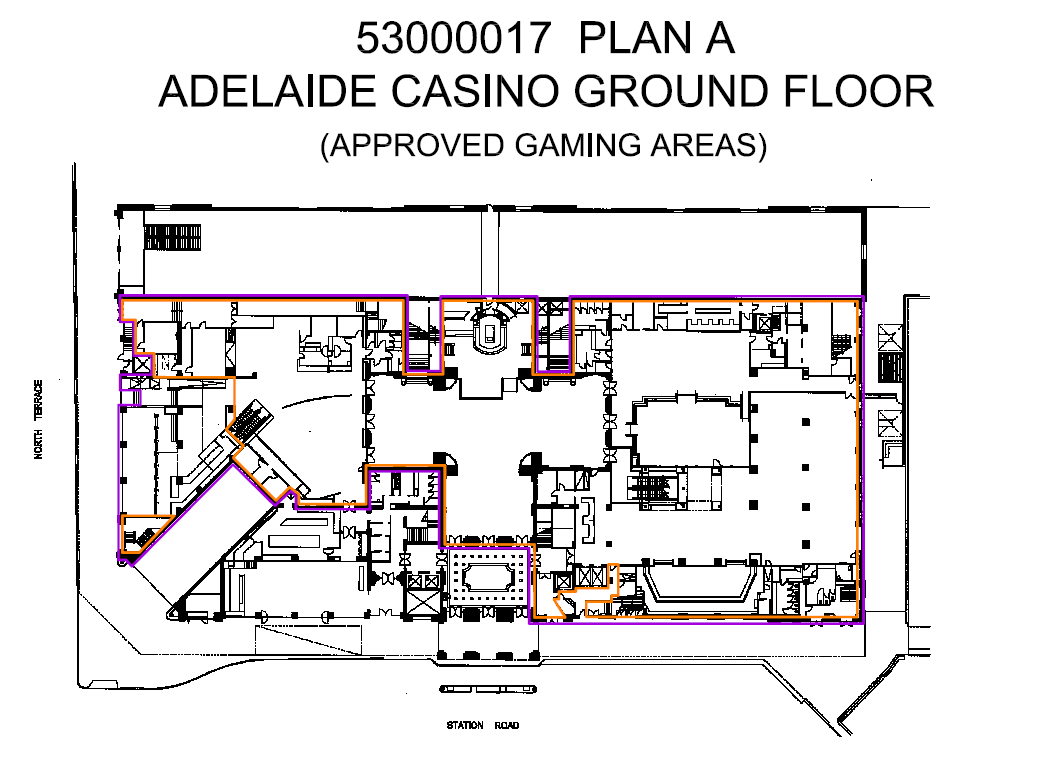 53000017 PLAN A
ADELAIDE CASINO GROUND FLOOR
(APPROVED GAMING AREAS)
NORTH TERRACE
STATION ROAD